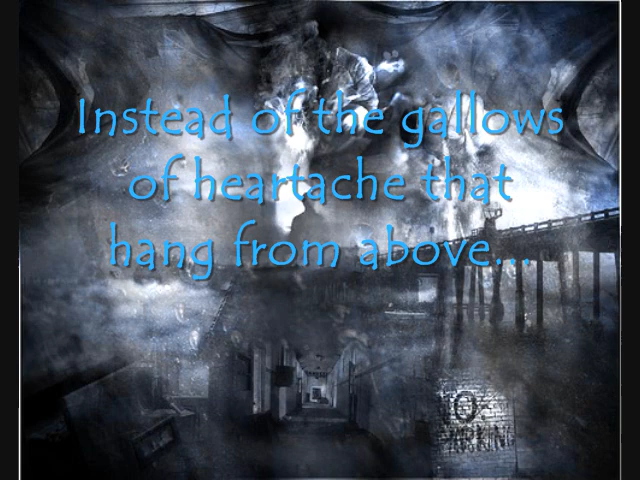 Instead of the gallows
of heartache that
hang from above...